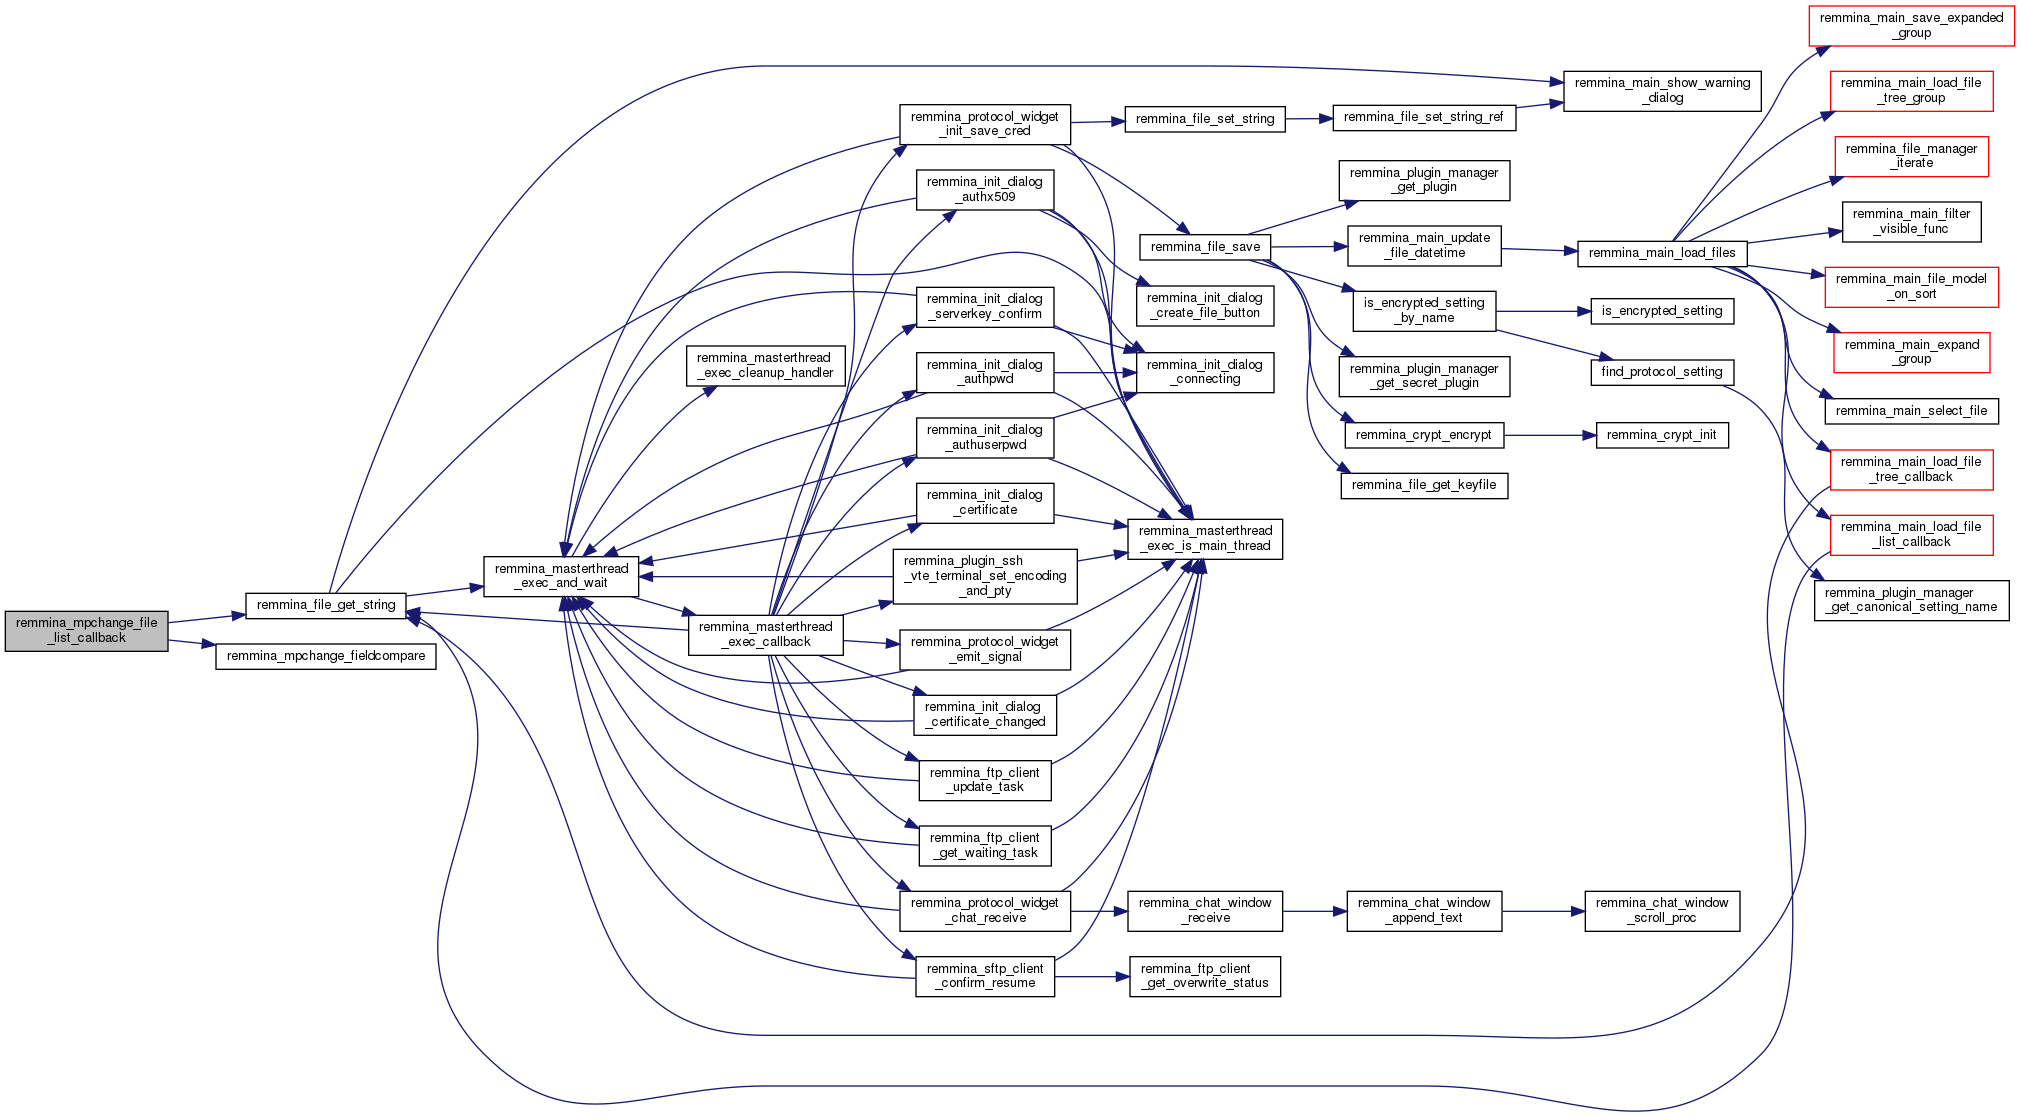 remmina_mpchange_file
_list_callback
remmina_file_get_string
remmina_mpchange_fieldcompare
remmina_masterthread
_exec_and_wait
remmina_masterthread
_exec_cleanup_handler
remmina_masterthread
_exec_callback
remmina_protocol_widget
_init_save_cred
remmina_init_dialog
_authx509
remmina_init_dialog
_serverkey_confirm
remmina_init_dialog
_authpwd
remmina_init_dialog
_authuserpwd
remmina_init_dialog
_certificate
remmina_plugin_ssh
_vte_terminal_set_encoding
_and_pty
remmina_protocol_widget
_emit_signal
remmina_init_dialog
_certificate_changed
remmina_ftp_client
_update_task
remmina_ftp_client
_get_waiting_task
remmina_protocol_widget
_chat_receive
remmina_sftp_client
_confirm_resume
remmina_file_set_string
remmina_file_save
remmina_init_dialog
_create_file_button
remmina_init_dialog
_connecting
remmina_masterthread
_exec_is_main_thread
remmina_chat_window
_receive
remmina_ftp_client
_get_overwrite_status
remmina_file_set_string_ref
remmina_plugin_manager
_get_plugin
remmina_main_update
_file_datetime
is_encrypted_setting
_by_name
remmina_plugin_manager
_get_secret_plugin
remmina_crypt_encrypt
remmina_file_get_keyfile
remmina_chat_window
_append_text
remmina_main_show_warning
_dialog
remmina_main_load_files
is_encrypted_setting
find_protocol_setting
remmina_crypt_init
remmina_chat_window
_scroll_proc
remmina_main_save_expanded
_group
remmina_main_load_file
_tree_group
remmina_file_manager
_iterate
remmina_main_filter
_visible_func
remmina_main_file_model
_on_sort
remmina_main_expand
_group
remmina_main_select_file
remmina_main_load_file
_tree_callback
remmina_main_load_file
_list_callback
remmina_plugin_manager
_get_canonical_setting_name